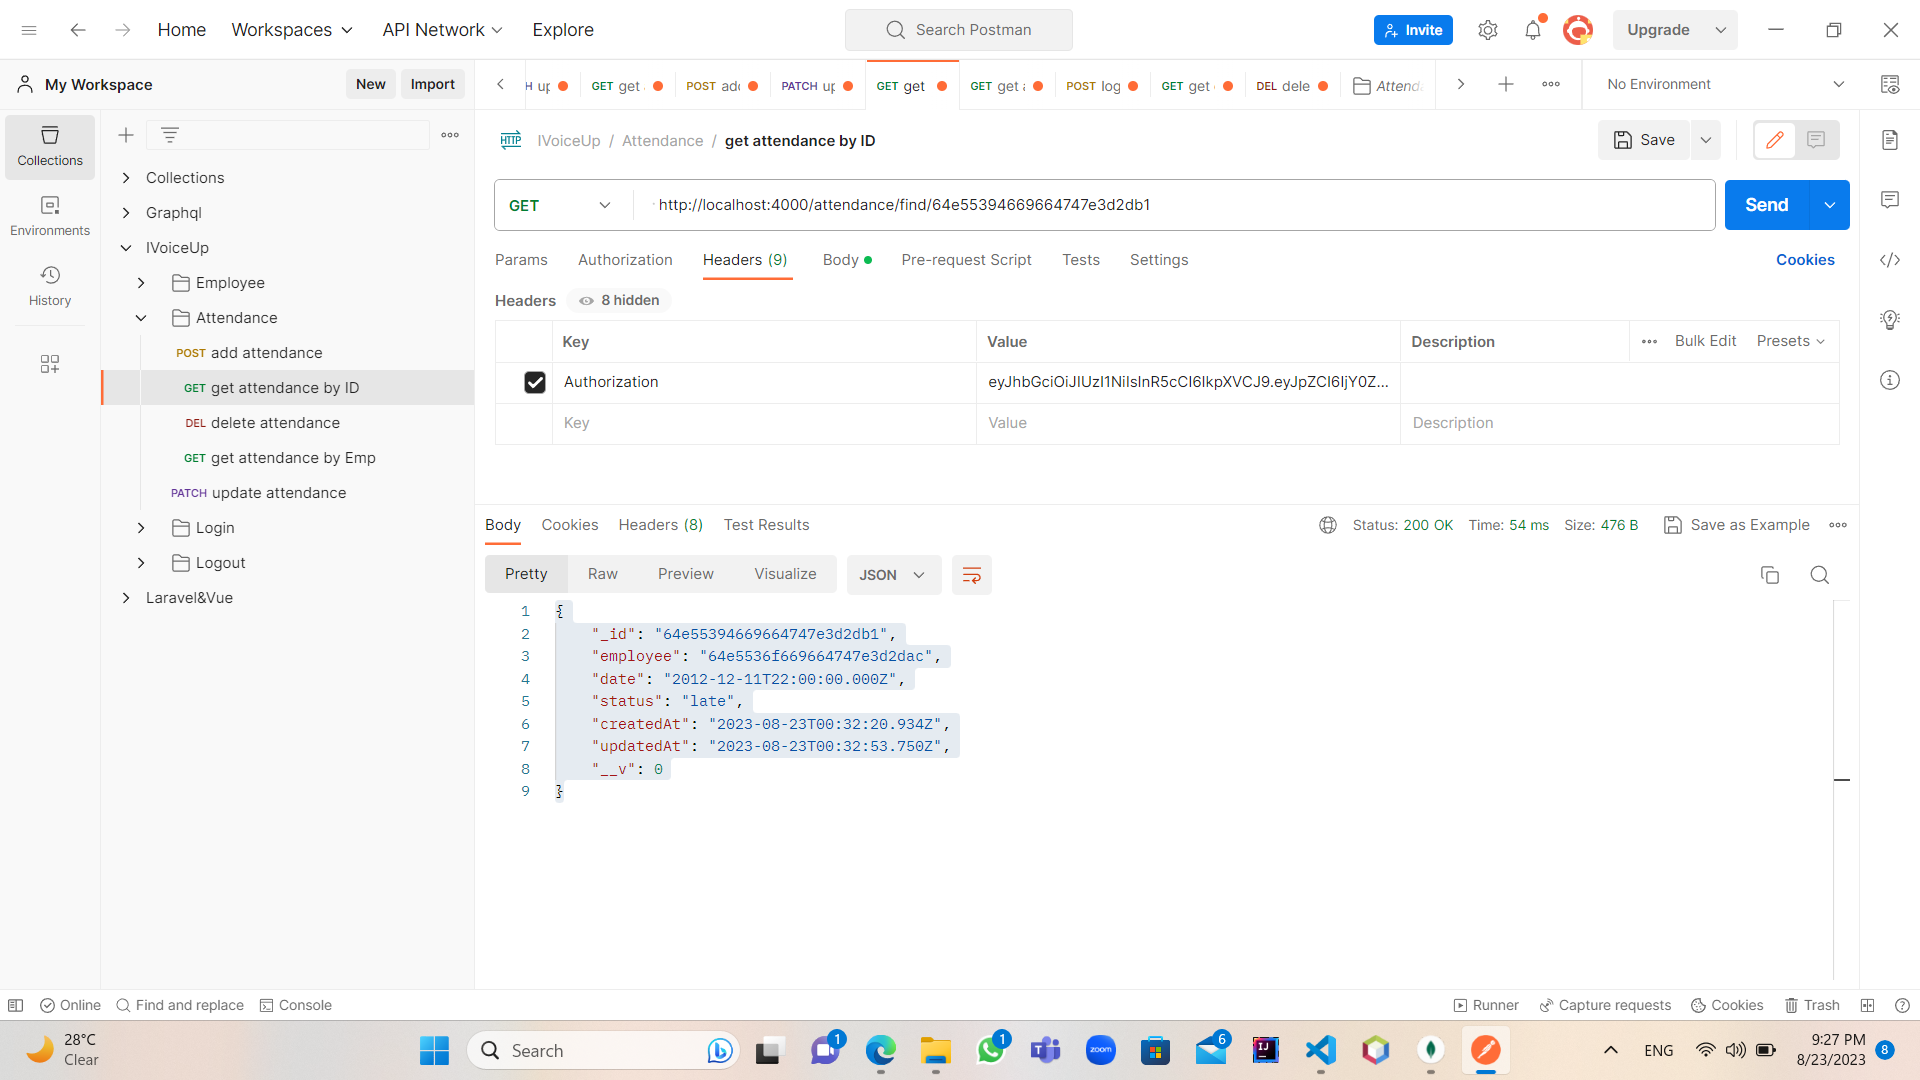 Home Workspaces API Network Explore Search Postman Invite Upgrade
My Workspace New Import
H up GET get POST add PATCH up GET get GET get a POST log GET get DEL dele Attend No Environment
Collections
Environments
History
Collections
Graphql
IVoiceUp
Employee
Attendance
POST add attendance
GET get attendance by ID
DEL delete attendance
GET get attendance by Emp
PATCH update attendance
Login
Logout
Laravel&Vue
HTTP IVoiceUp / Attendance / get attendance by ID Save
GET http://localhost:4000/attendance/find/64e55394669664747e3d2db1 Send
Params Authorization Headers (9) Body Pre-request Script Tests Settings Cookies
Headers 8 hidden
Key Value Description Bulk Edit Presets
Authorization eyJhbGciOiJIUzI1NiIsInR5cCI6IkpXVCJ9.eyJpZCI6IjY0Z...
Key Value Description
Body Cookies Headers (8) Test Results Status: 200 OK Time: 54 ms Size: 476 B Save as Example
Pretty Raw Preview Visualize JSON
1 {
2 "_id": "64e55394669664747e3d2db1",
3 "employee": "64e5536f669664747e3d2dac",
4 "date": "2012-12-11T22:00:00.000Z",
5 "status": "late",
6 "createdAt": "2023-08-23T00:32:20.934Z",
7 "updatedAt": "2023-08-23T00:32:53.750Z",
8 "__v": 0
9 }
Online Find and replace Console Runner Capture requests Cookies Trash
28°C
Clear
Search
1
1
zoom
6
IJ
ENG
9:27 PM
8/23/2023
8